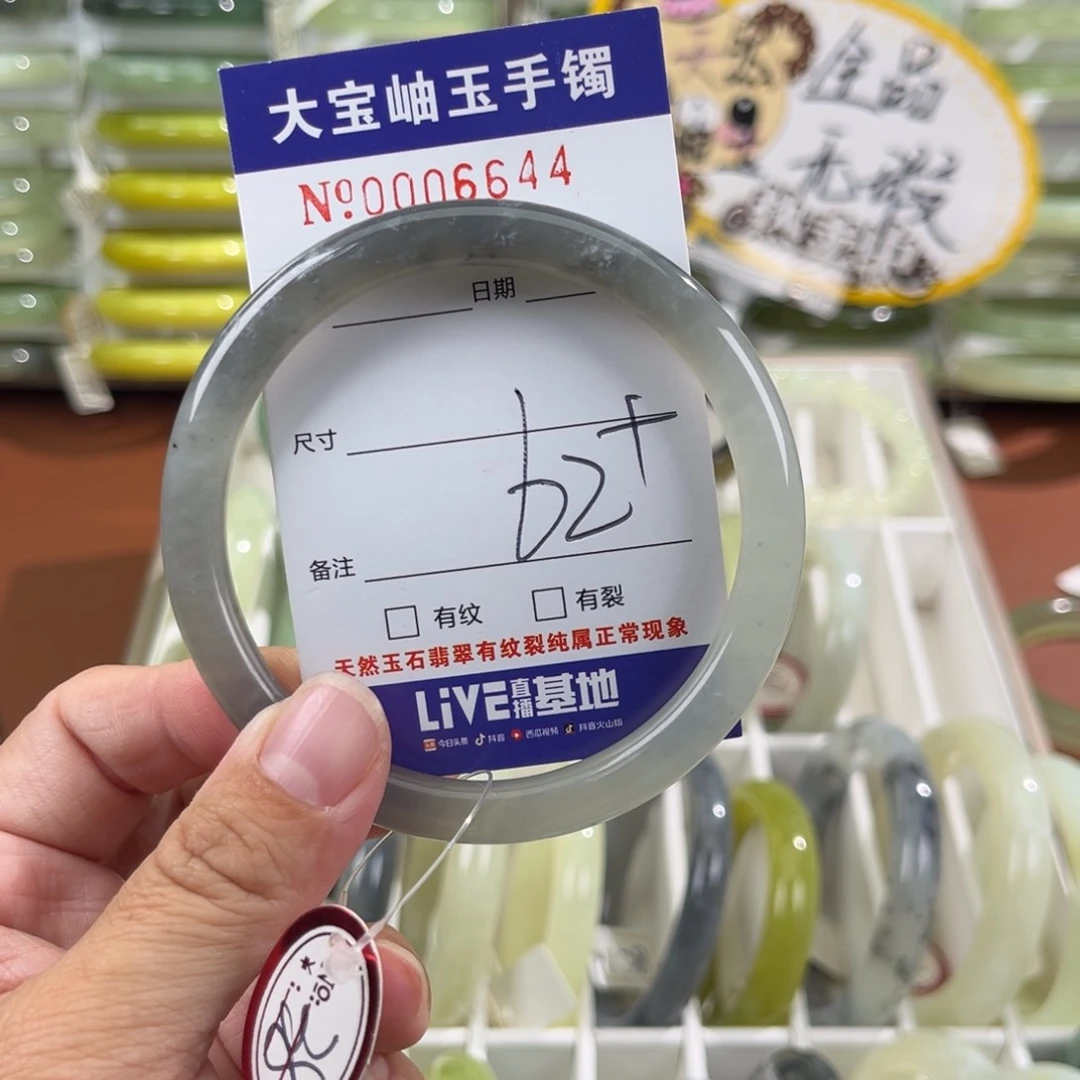 大宝岫玉手镯
全品
无瑕
№:0006644
日期
尺寸
62+
备注
有纹
有裂
天然玉石翡翠有纹裂纯属正常现象
LiVE直播基地
今日头条 抖音 西瓜视频 抖音火山版